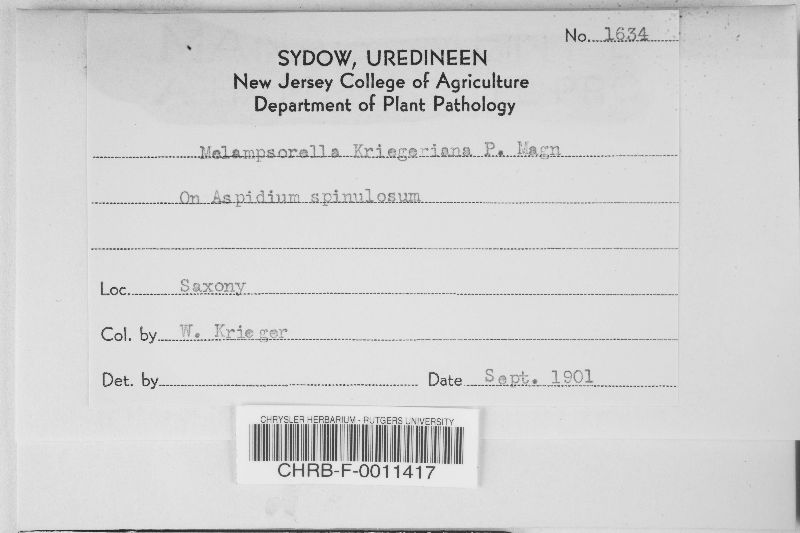 No. 1634
SYDOW, UREDINEEN
New Jersey College of Agriculture
Department of Plant Pathology
Melampsorella Kriegeriana P. Magn
On Aspidium spinulosum
Loc. Saxony
Col. by W. Krieger
Det. by
Date Sept. 1901
CHRYSLER HERBARIUM - RUTGERS UNIVERSITY
CHRB-F-0011417